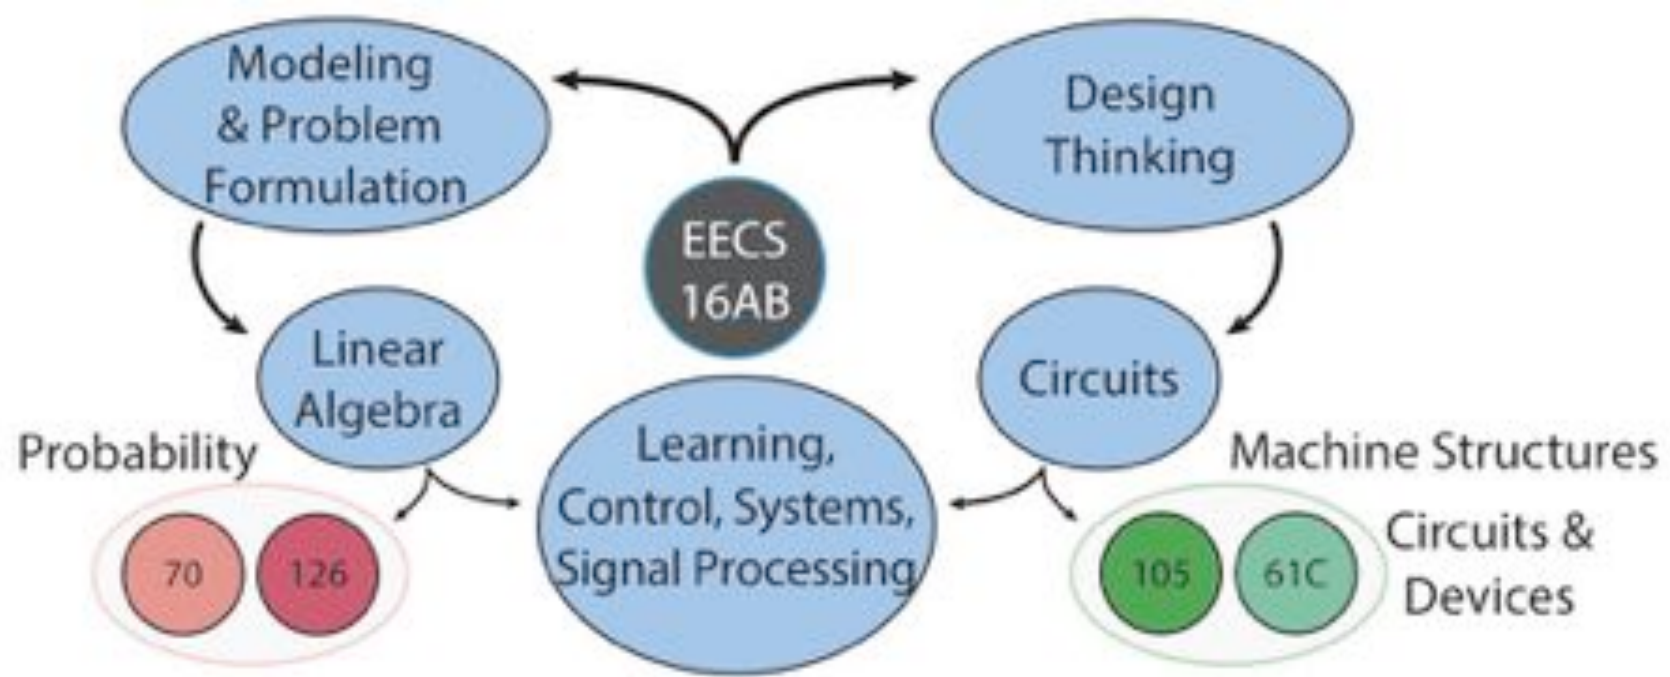 Modeling
& Problem
Formulation
Design
Thinking
EECS
16AB
Linear
Algebra
Circuits
Learning,
Control, Systems,
Signal Processing
Probability
70
126
Machine Structures
105
61C
Circuits &
Devices